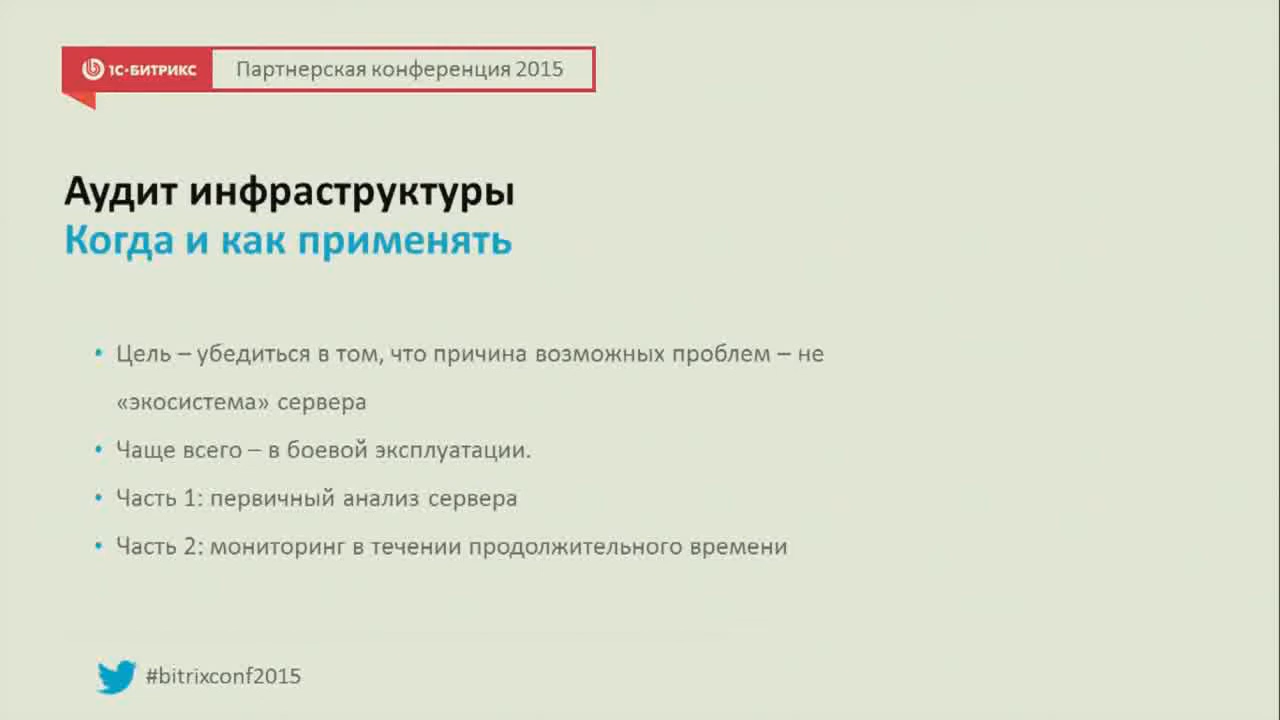 1С-БИТРИКС Партнерская конференция 2015
Аудит инфраструктуры
Когда и как применять
• Цель – убедиться в том, что причина возможных проблем – не
«экосистема» сервера
• Чаще всего – в боевой эксплуатации.
• Часть 1: первичный анализ сервера
• Часть 2: мониторинг в течении продолжительного времени
#bitrixconf2015